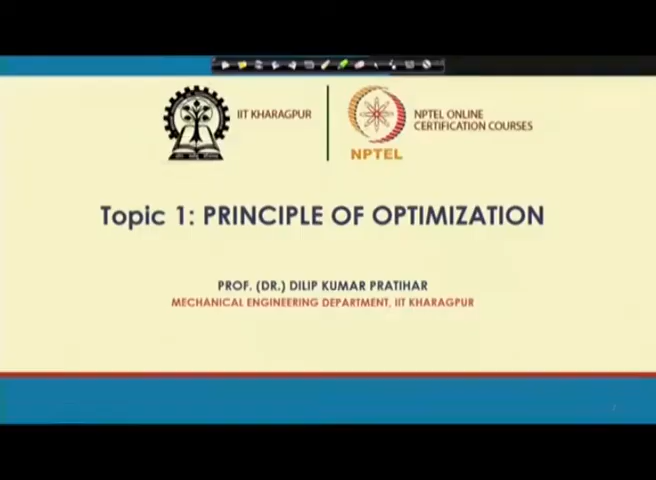 IIT KHARAGPUR
NPTEL ONLINE
CERTIFICATION COURSES
NPTEL
Topic 1: PRINCIPLE OF OPTIMIZATION
PROF. (DR.) DILIP KUMAR PRATIHAR
MECHANICAL ENGINEERING DEPARTMENT, IIT KHARAGPUR